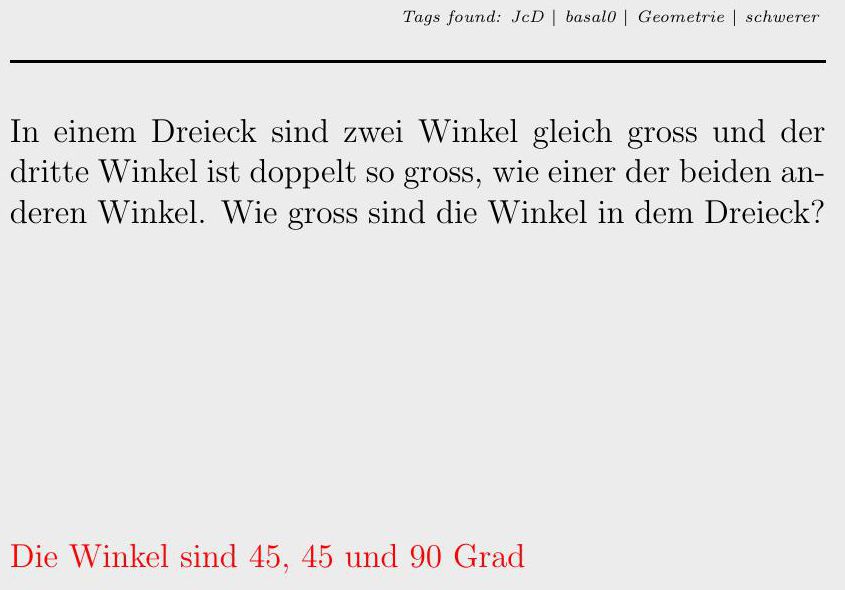 Tags found: JcD | basal0 | Geometrie | schwerer
In einem Dreieck sind zwei Winkel gleich gross und der
dritte Winkel ist doppelt so gross, wie einer der beiden an-
deren Winkel. Wie gross sind die Winkel in dem Dreieck?
Die Winkel sind 45, 45 und 90 Grad